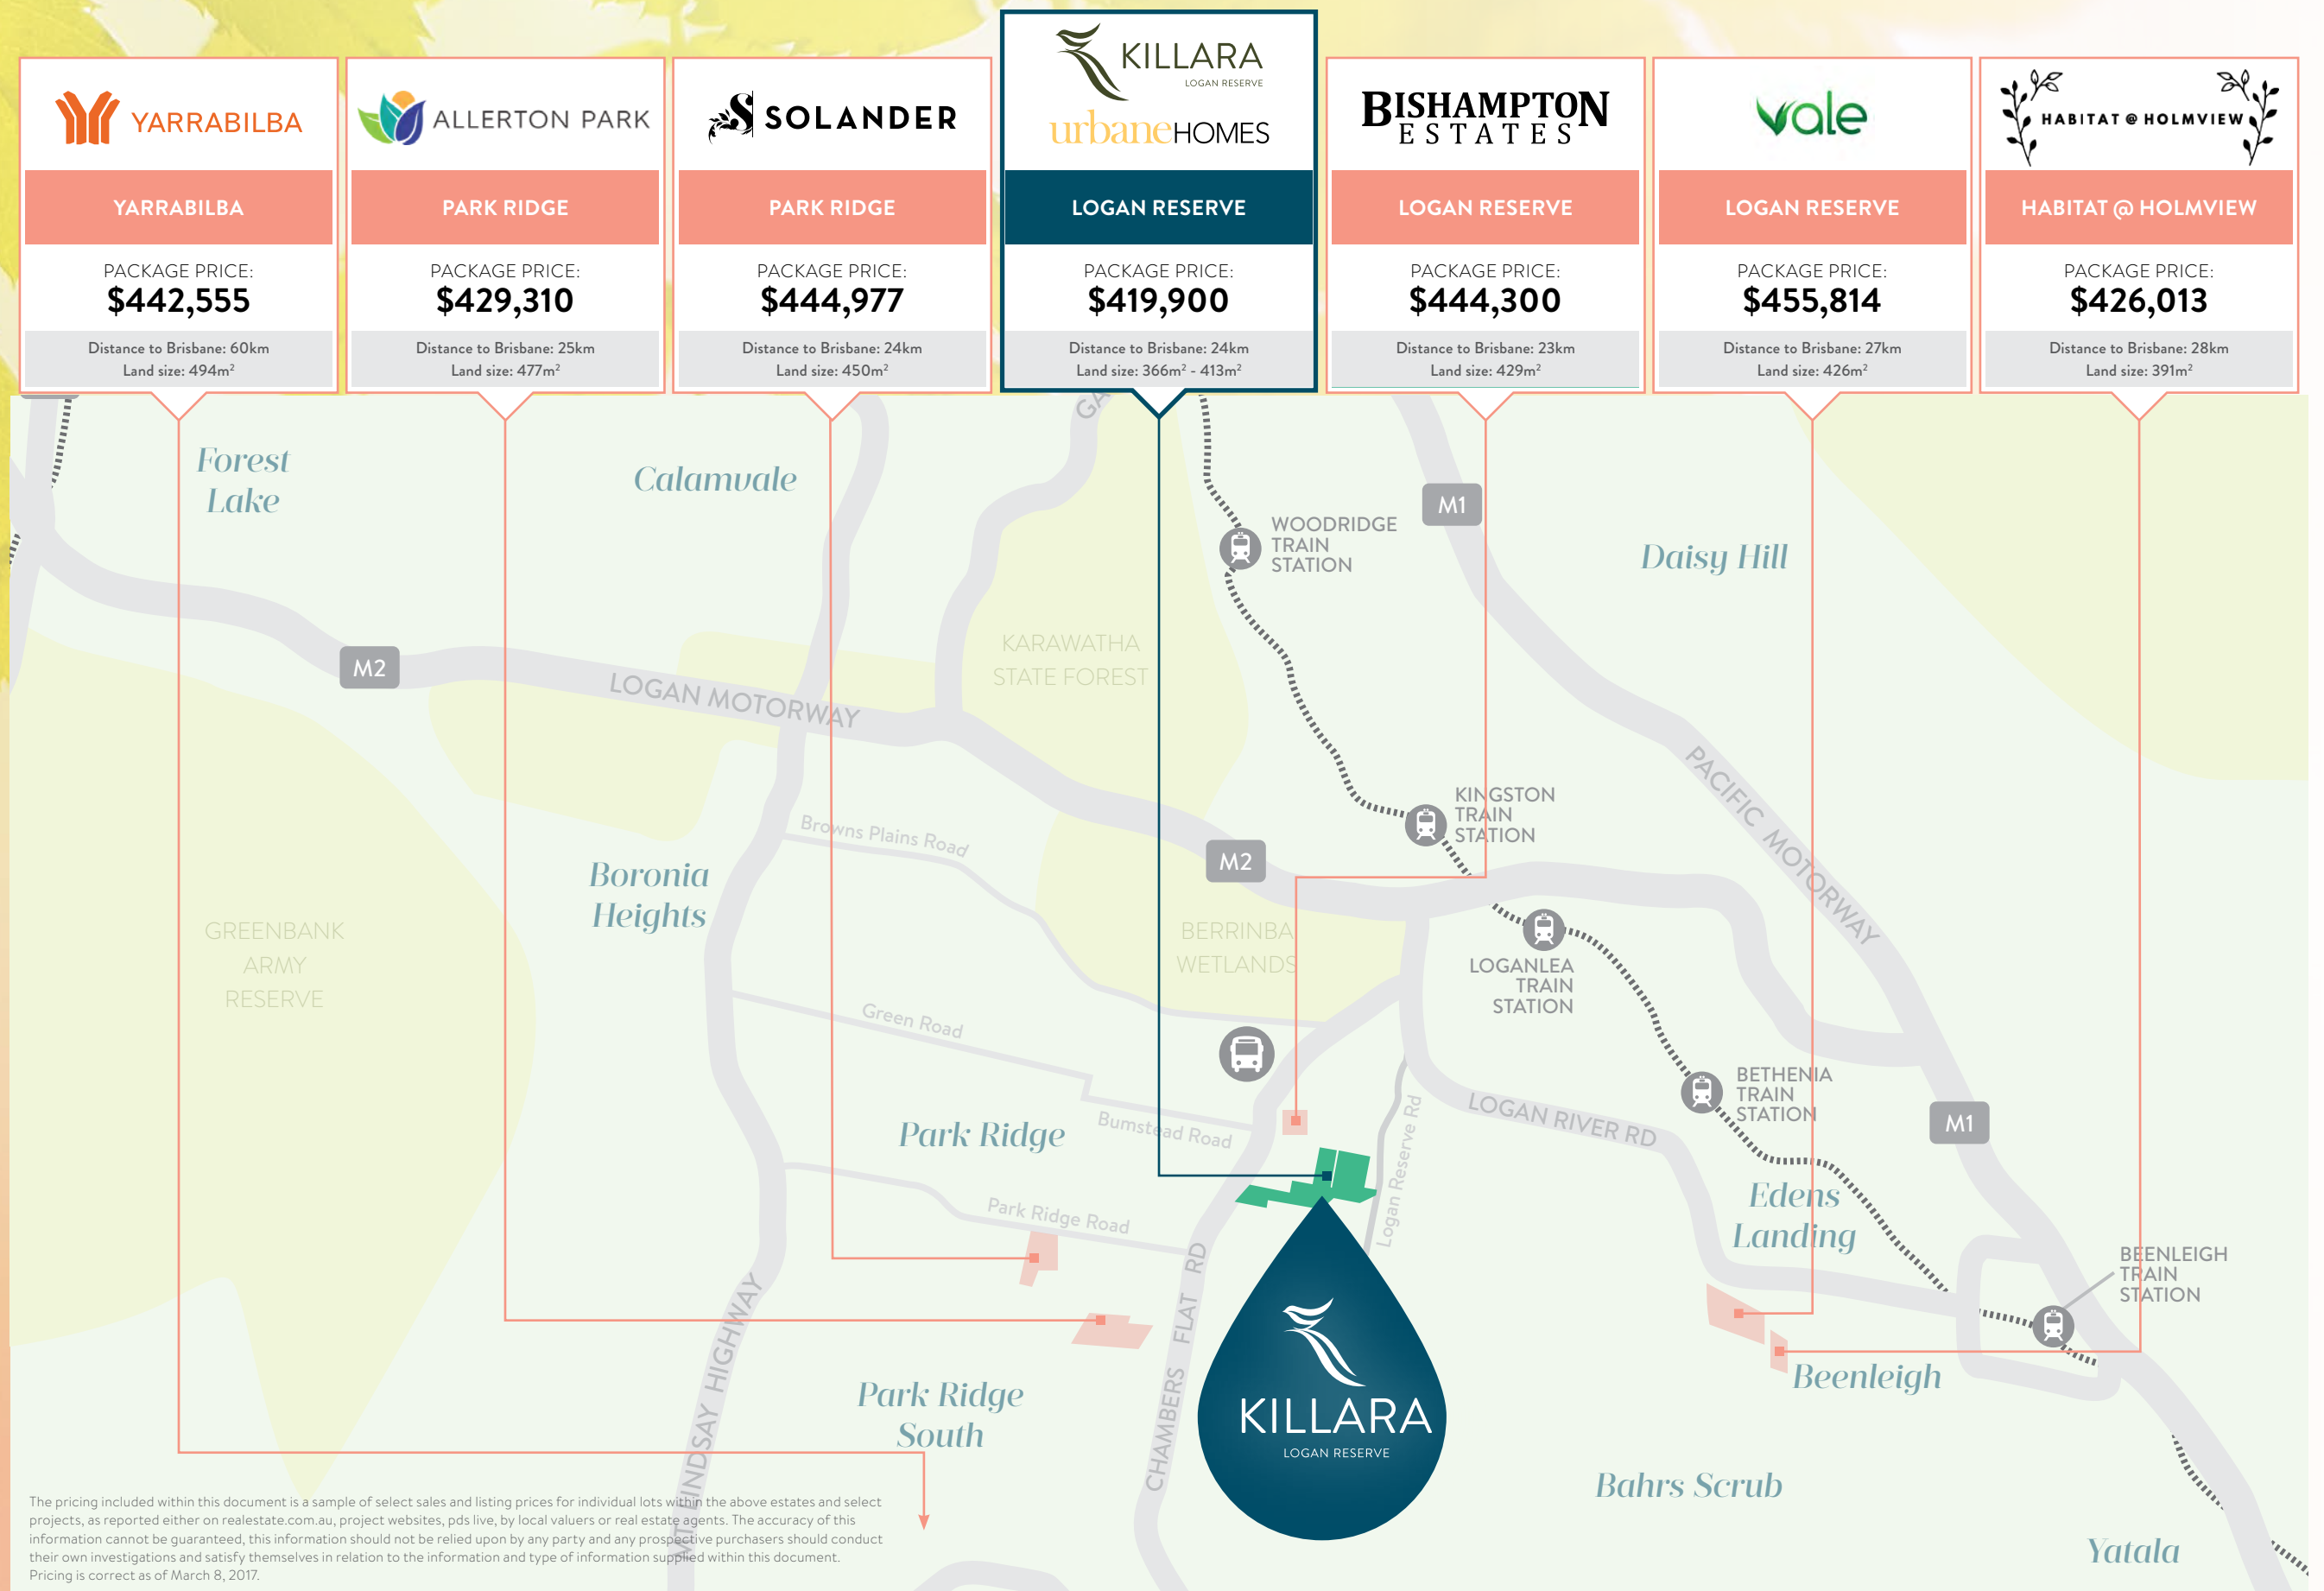 YARRABILBA
YARRABILBA
PACKAGE PRICE:
$442,555
Distance to Brisbane: 60km
Land size: 494m²
ALLERTON PARK
PARK RIDGE
PACKAGE PRICE:
$429,310
Distance to Brisbane: 25km
Land size: 477m²
SOLANDER
PARK RIDGE
PACKAGE PRICE:
$444,977
Distance to Brisbane: 24km
Land size: 450m²
KILLARA
LOGAN RESERVE
urbaneHOMES
LOGAN RESERVE
PACKAGE PRICE:
$419,900
Distance to Brisbane: 24km
Land size: 366m² - 413m²
BISHAMPTON
ESTATES
LOGAN RESERVE
PACKAGE PRICE:
$444,300
Distance to Brisbane: 23km
Land size: 429m²
vale
LOGAN RESERVE
PACKAGE PRICE:
$455,814
Distance to Brisbane: 27km
Land size: 426m²
HABITAT @ HOLMVIEW
HABITAT @ HOLMVIEW
PACKAGE PRICE:
$426,013
Distance to Brisbane: 28km
Land size: 391m²
Forest
Lake
Calamvale
GA
M1
WOODRIDGE
TRAIN
STATION
Daisy Hill
KARAWATHA
STATE FOREST
M2
LOGAN MOTORWAY
PACIFIC MOTORWAY
KINGSTON
TRAIN
STATION
Browns Plains Road
M2
Boronia
Heights
GREENBANK
ARMY
RESERVE
BERRINBA
WETLANDS
LOGANLEA
TRAIN
STATION
Green Road
BETHENIA
TRAIN
STATION
M1
Park Ridge
Bumstead Road
Logan Reserve Rd
LOGAN RIVER RD
Edens
Landing
Park Ridge Road
BEENLEIGH
TRAIN
STATION
MT LINDSAY HIGHWAY
CHAMBERS FLAT RD
Beenleigh
Park Ridge
South
KILLARA
LOGAN RESERVE
Bahrs Scrub
Yatala
The pricing included within this document is a sample of select sales and listing prices for individual lots within the above estates and select
projects, as reported either on realestate.com.au, project websites, pds live, by local valuers or real estate agents. The accuracy of this
information cannot be guaranteed, this information should not be relied upon by any party and any prospective purchasers should conduct
their own investigations and satisfy themselves in relation to the information and type of information supplied within this document.
Pricing is correct as of March 8, 2017.